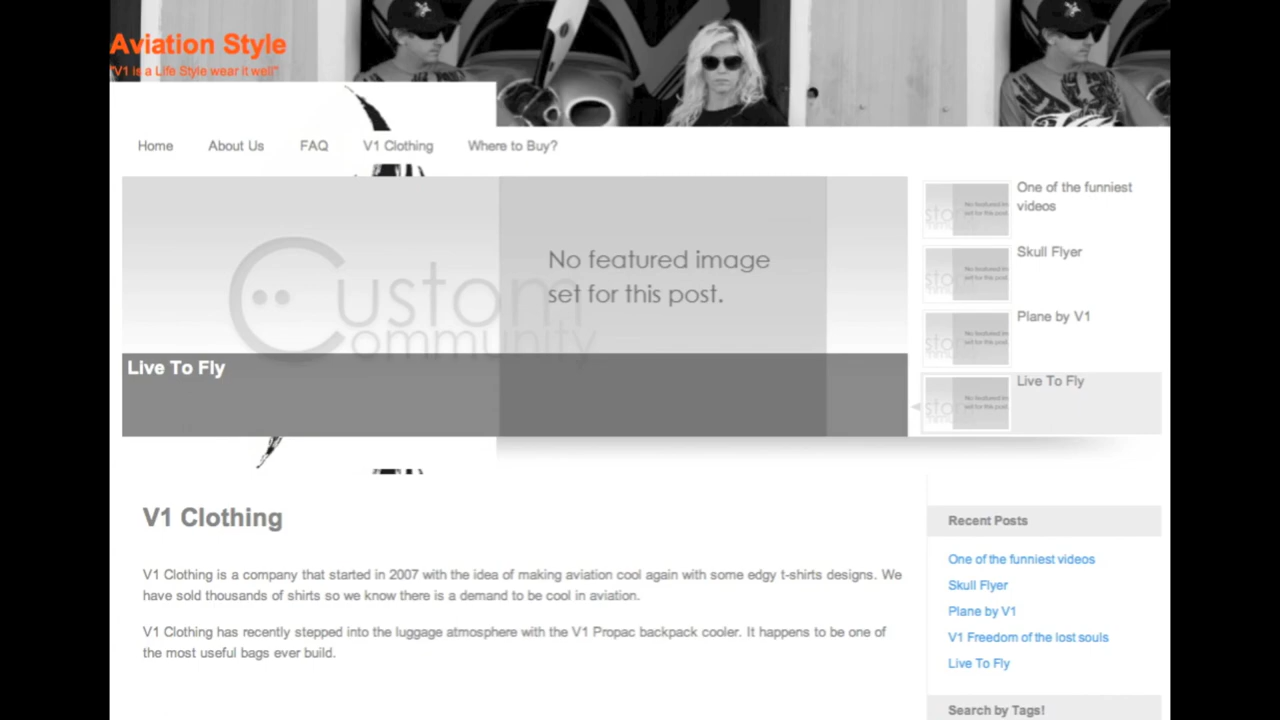 Aviation Style
"V1 is a Life Style wear it well"
Home About Us FAQ V1 Clothing Where to Buy?
Custom
Community
No featured image
set for this post.
Live To Fly
One of the funniest
videos
Skull Flyer
Plane by V1
Live To Fly
V1 Clothing
V1 Clothing is a company that started in 2007 with the idea of making aviation cool again with some edgy t-shirts designs. We
have sold thousands of shirts so we know there is a demand to be cool in aviation.
V1 Clothing has recently stepped into the luggage atmosphere with the V1 Propac backpack cooler. It happens to be one of
the most useful bags ever build.
Recent Posts
One of the funniest videos
Skull Flyer
Plane by V1
V1 Freedom of the lost souls
Live To Fly
Search by Tags!